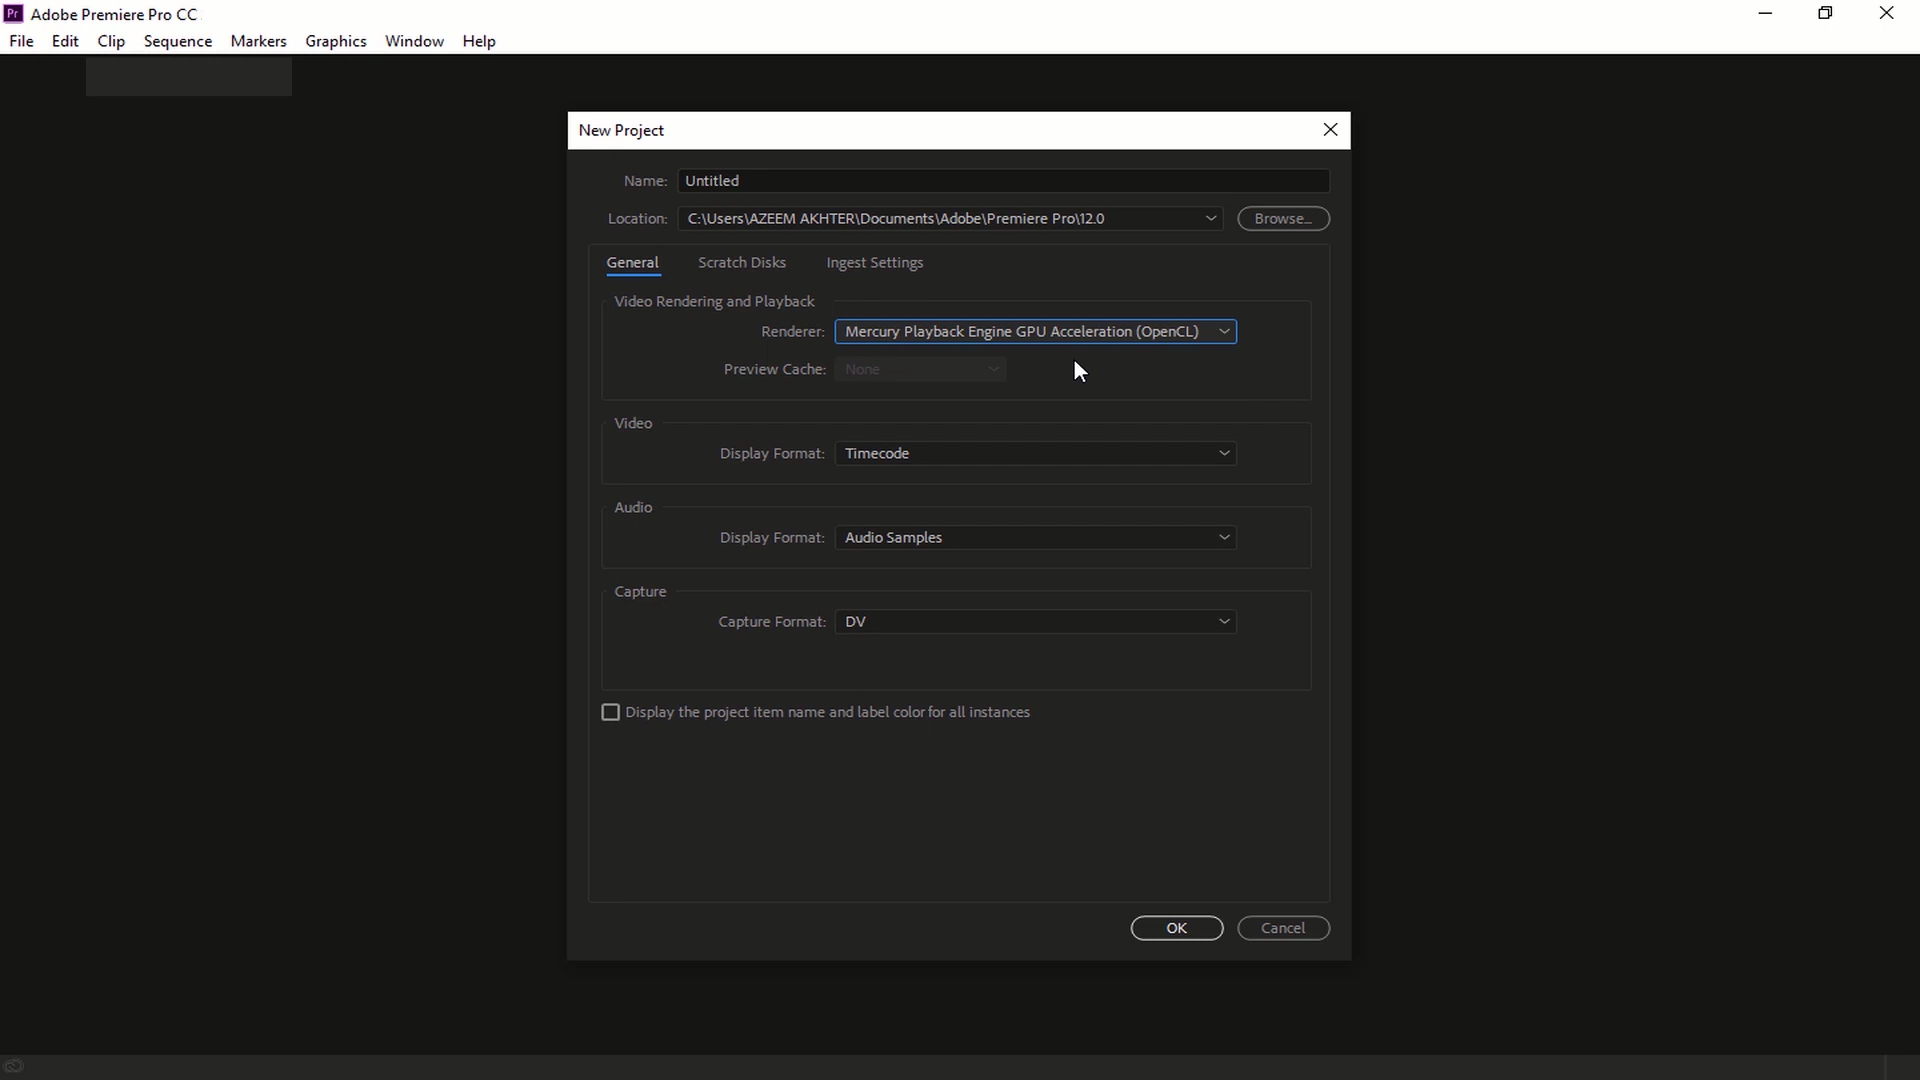 Pr Adobe Premiere Pro CC
File Edit Clip Sequence Markers Graphics Window Help
New Project
Name: Untitled
Location: C:\Users\AZEEM AKHTER\Documents\Adobe\Premiere Pro\12.0 Browse...
General Scratch Disks Ingest Settings
Video Rendering and Playback
Renderer: Mercury Playback Engine GPU Acceleration (OpenCL)
Preview Cache: None
Video
Display Format: Timecode
Audio
Display Format: Audio Samples
Capture
Capture Format: DV
Display the project item name and label color for all instances
OK Cancel